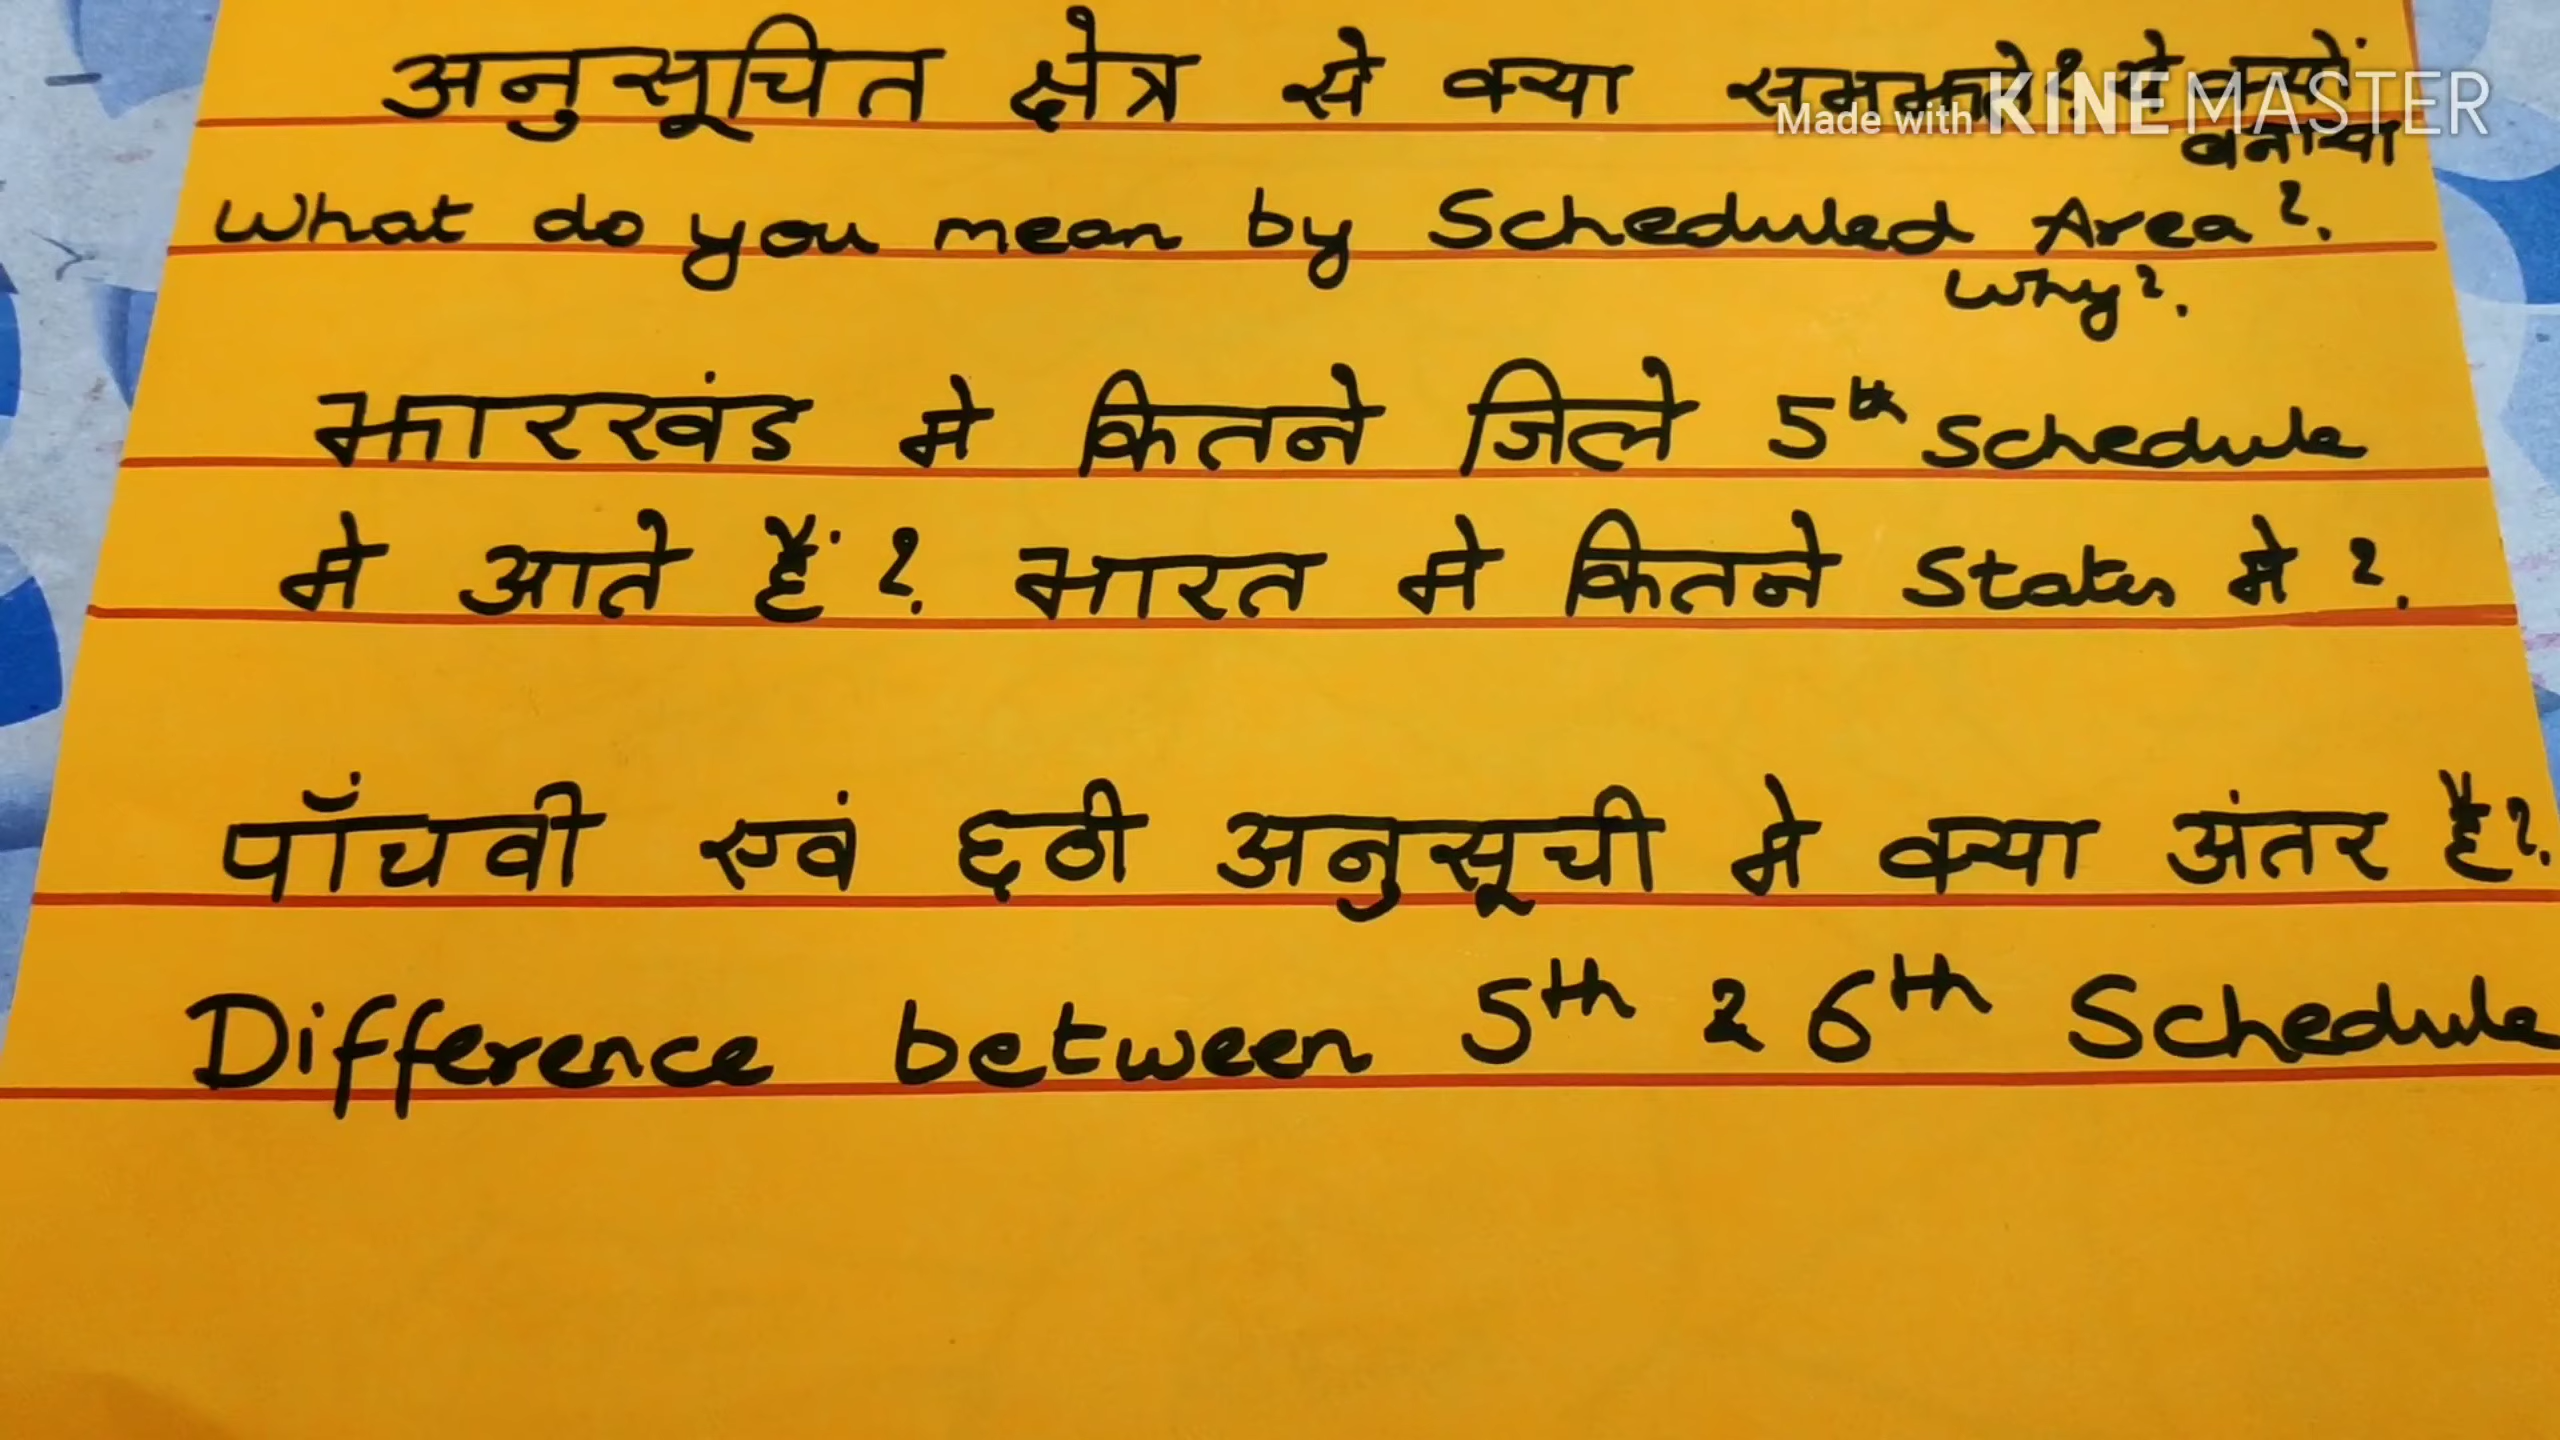 अनुसूचित क्षेत्र से क्या समझते? ये क्यों
बनाया
Made with KINEMASTER
What do you mean by Scheduled Area?
Why?
झारखंड मे कितने जिले 5th Schedule
मे आते हैं? भारत मे कितने States मे?
पाँचवी एवं छठी अनुसूची मे क्या अंतर है?
Difference between 5th & 6th Schedule